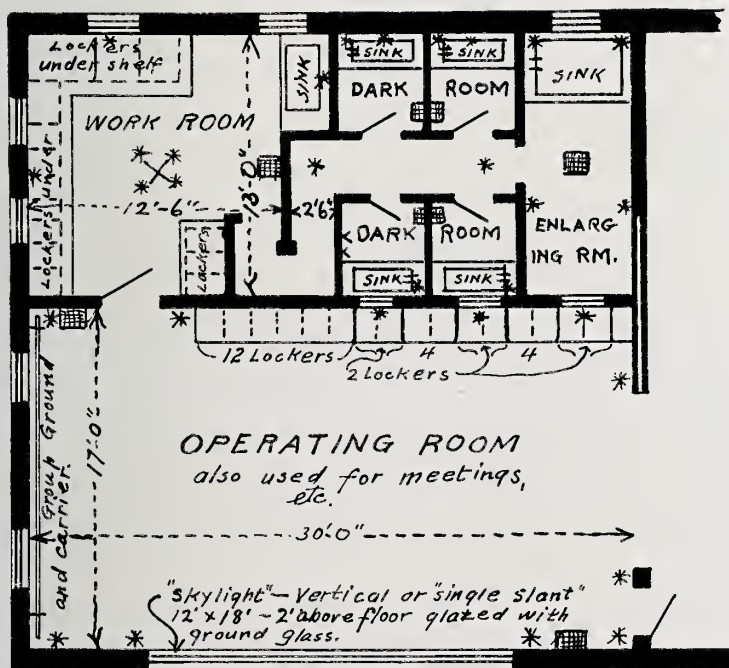 Lockers
under shelf
SINK
SINK
SINK
SINK
DARK ROOM
WORK ROOM
13'-0"
12'-6"
2'6"
Lockers under
Lockers
DARK ROOM
SINK
SINK
ENLARG
ING RM.
12 Lockers
4
4
2 Lockers
Group Ground
and carrier.
17'-0"
OPERATING ROOM
also used for meetings,
etc.
30'-0"
"Skylight" - Vertical or "single slant"
12' x 18' - 2' above floor glazed with
ground glass.